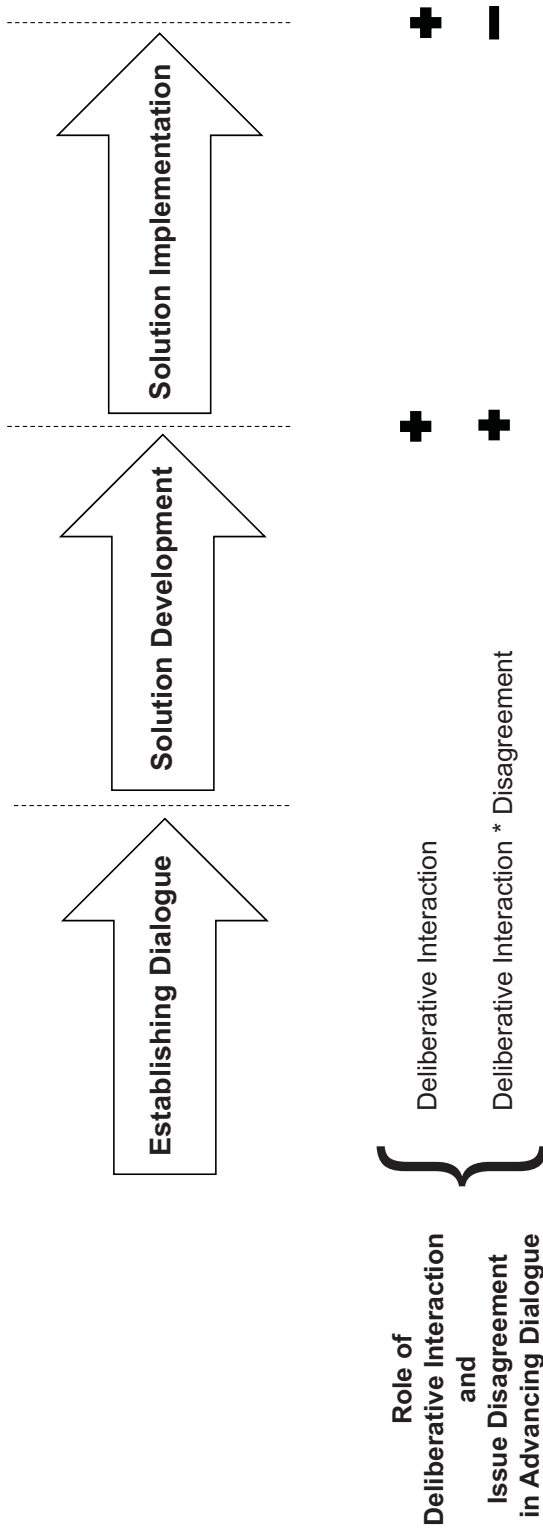 Establishing Dialogue
Solution Development
Solution Implementation
Role of
Deliberative Interaction
and
Issue Disagreement
in Advancing Dialogue
Deliberative Interaction
+
+
Deliberative Interaction * Disagreement
+
−